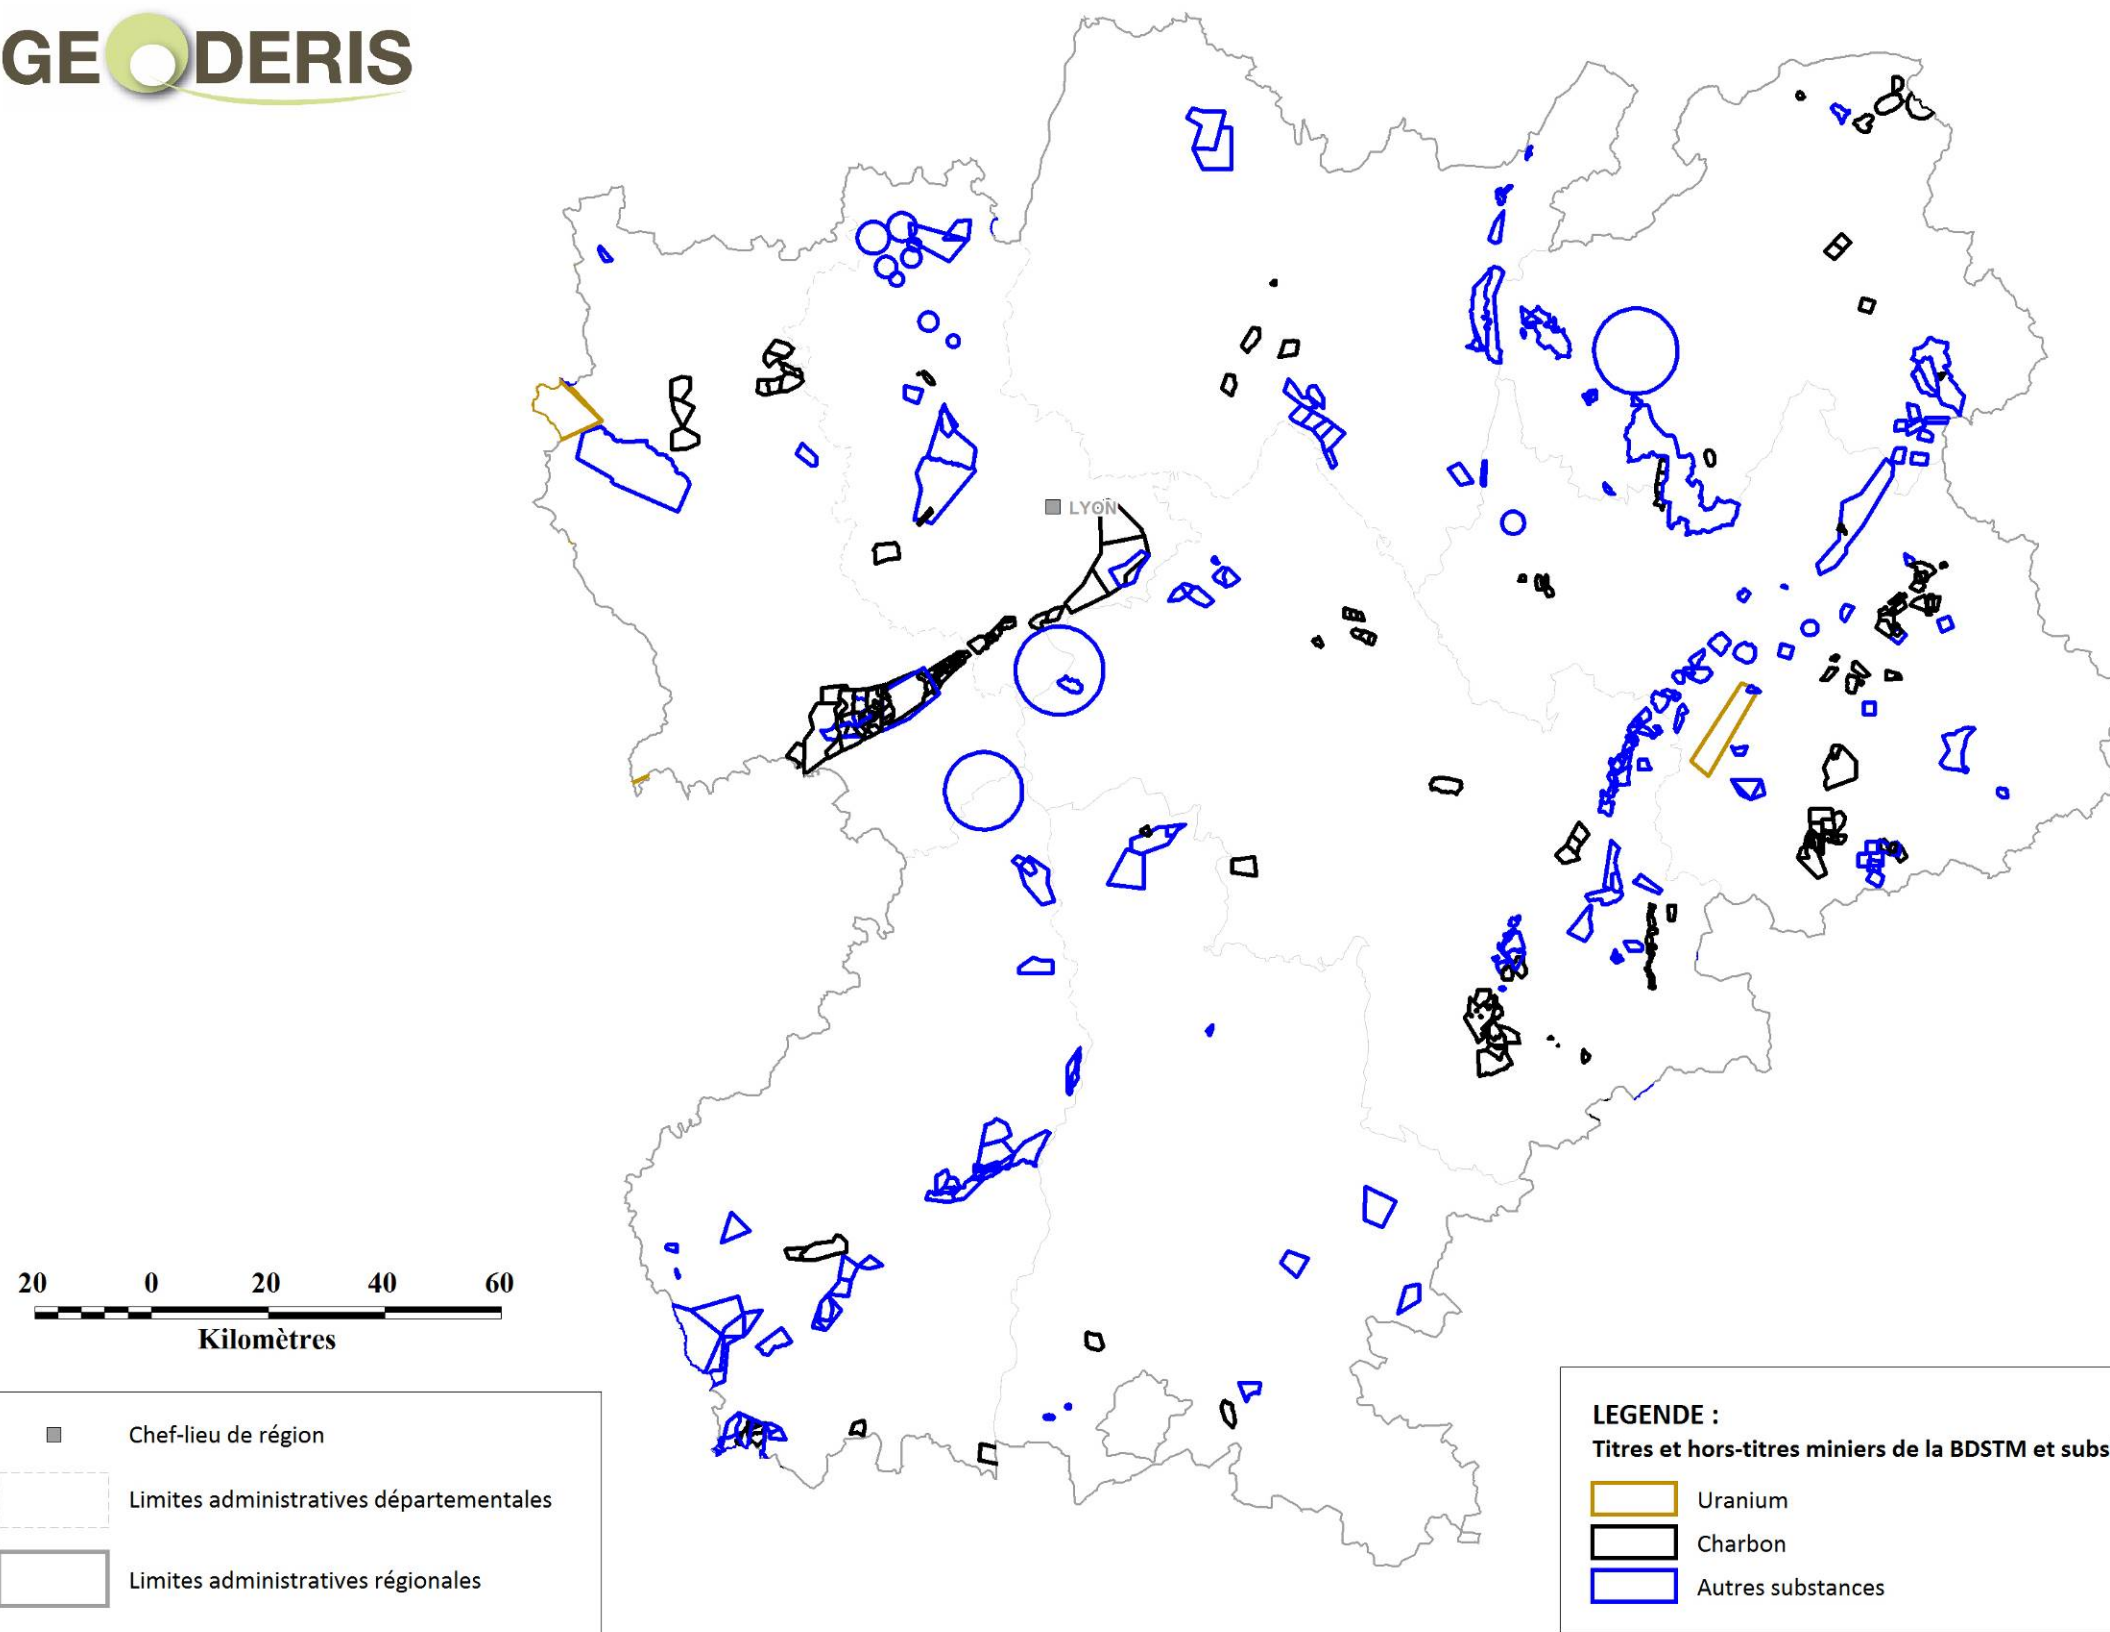 GEODERIS
LYON
20 0 20 40 60
Kilomètres
Chef-lieu de région
Limites administratives départementales
Limites administratives régionales
LEGENDE :
Titres et hors-titres miniers de la BDSTM et subs
Uranium
Charbon
Autres substances